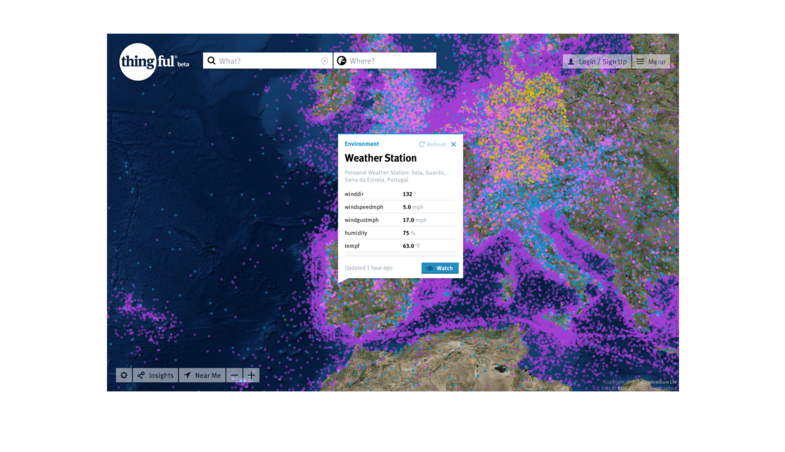 thingful® beta
What?
Where?
Login / Sign Up
Menu
Environment
Refresh
Weather Station
Personal Weather Station: Seia, Guarda,
Serra da Estrela, Portugal
winddir 132 °
windspeedmph 5.0 mph
windgustmph 17.0 mph
humidity 75 %
tempf 63.0 °F
Updated 1 hour ago
Watch
Insights
Near Me